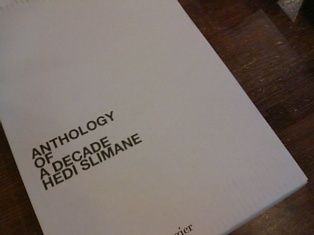 ANTHOLOGY
OF
A DECADE
HEDI SLIMANE